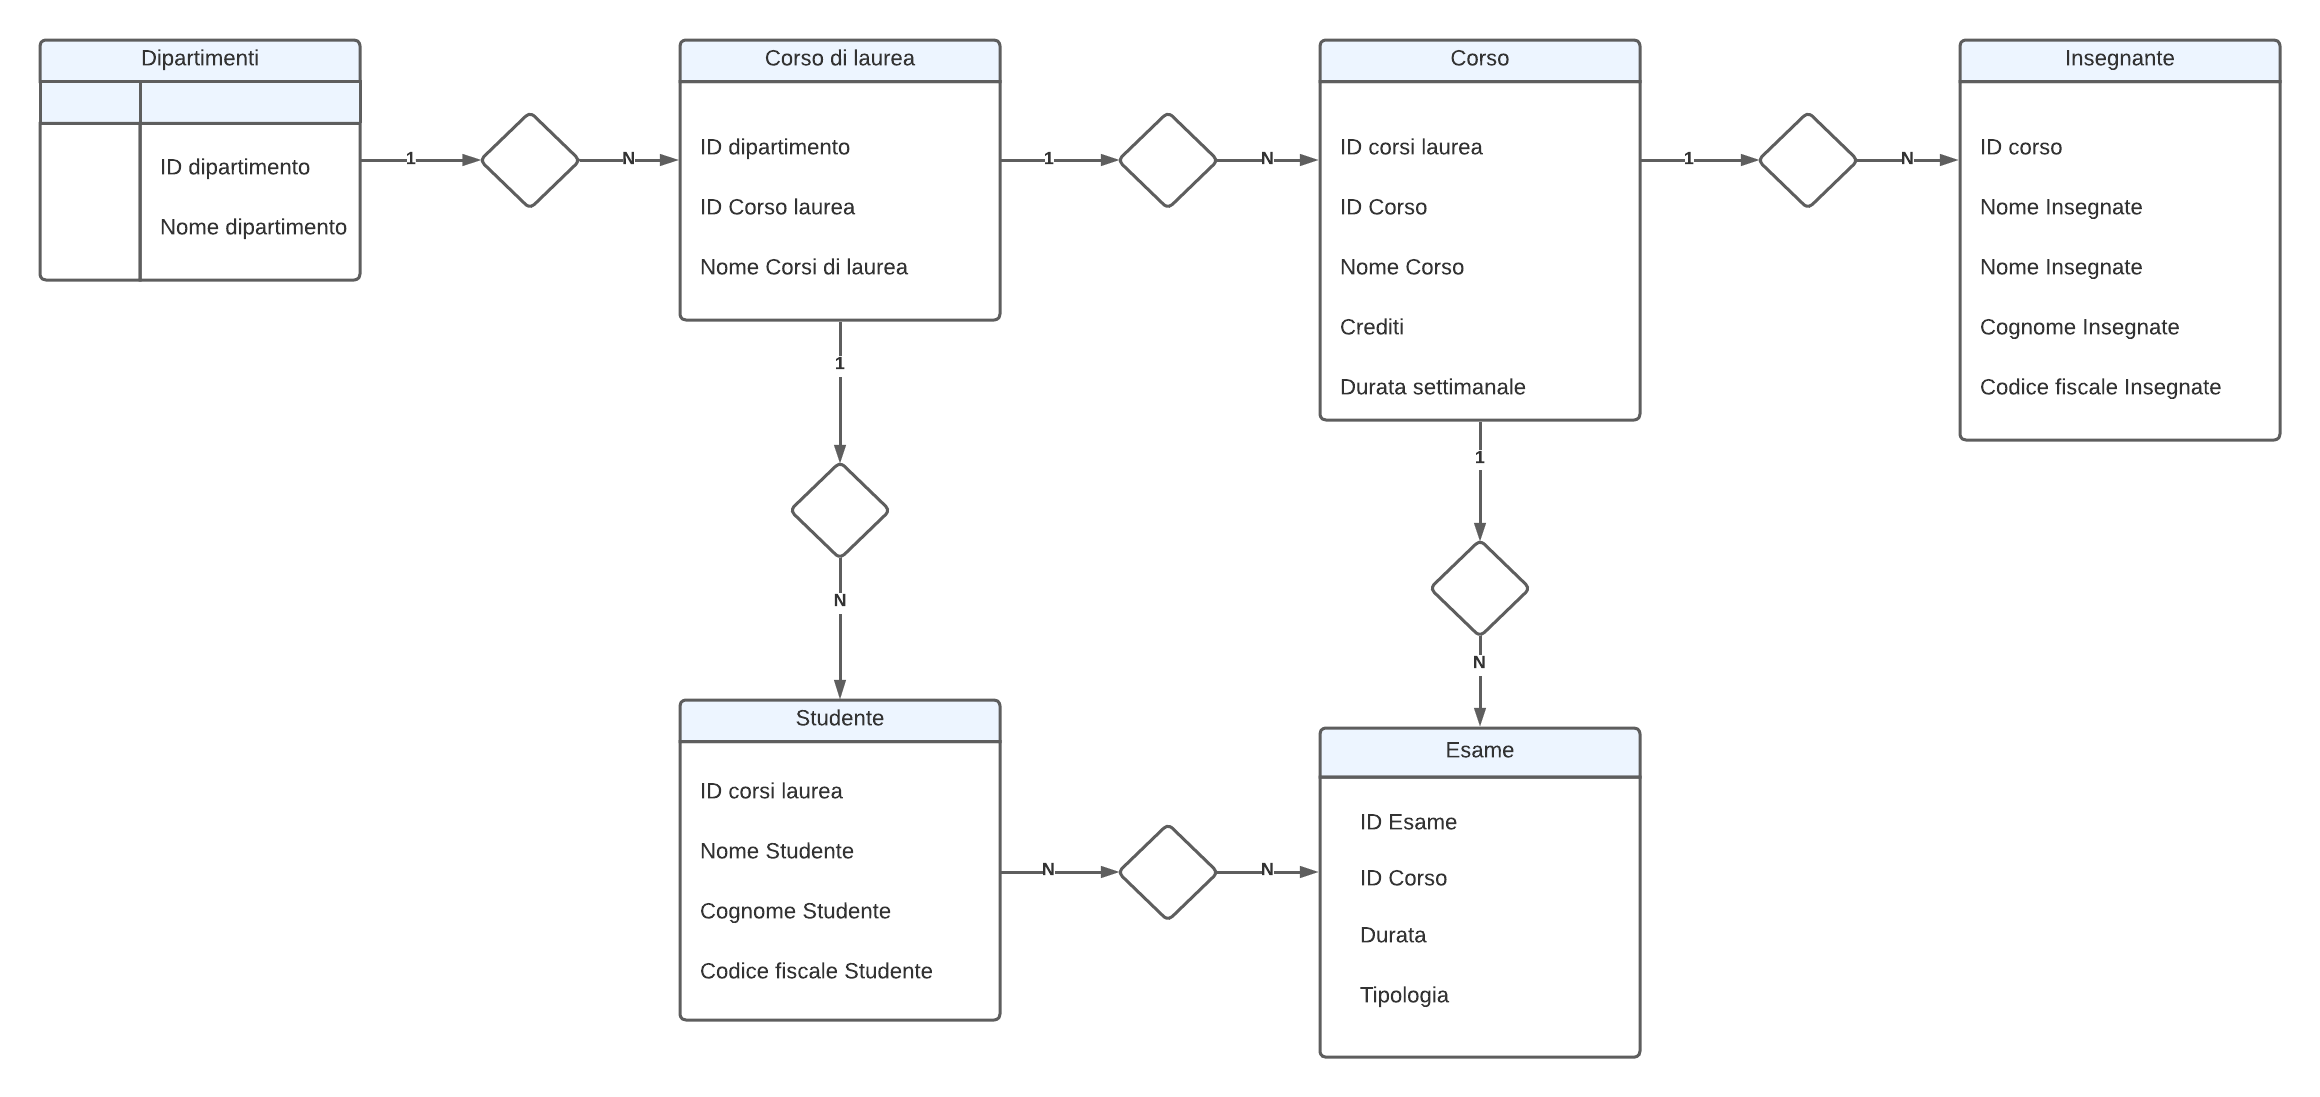 Dipartimenti
ID dipartimento
Nome dipartimento
1
N
Corso di laurea
ID dipartimento
ID Corso laurea
Nome Corsi di laurea
1
N
Corso
ID corsi laurea
ID Corso
Nome Corso
Crediti
Durata settimanale
1
N
Insegnante
ID corso
Nome Insegnate
Nome Insegnate
Cognome Insegnate
Codice fiscale Insegnate
1
N
1
N
Studente
ID corsi laurea
Nome Studente
Cognome Studente
Codice fiscale Studente
N
N
Esame
ID Esame
ID Corso
Durata
Tipologia